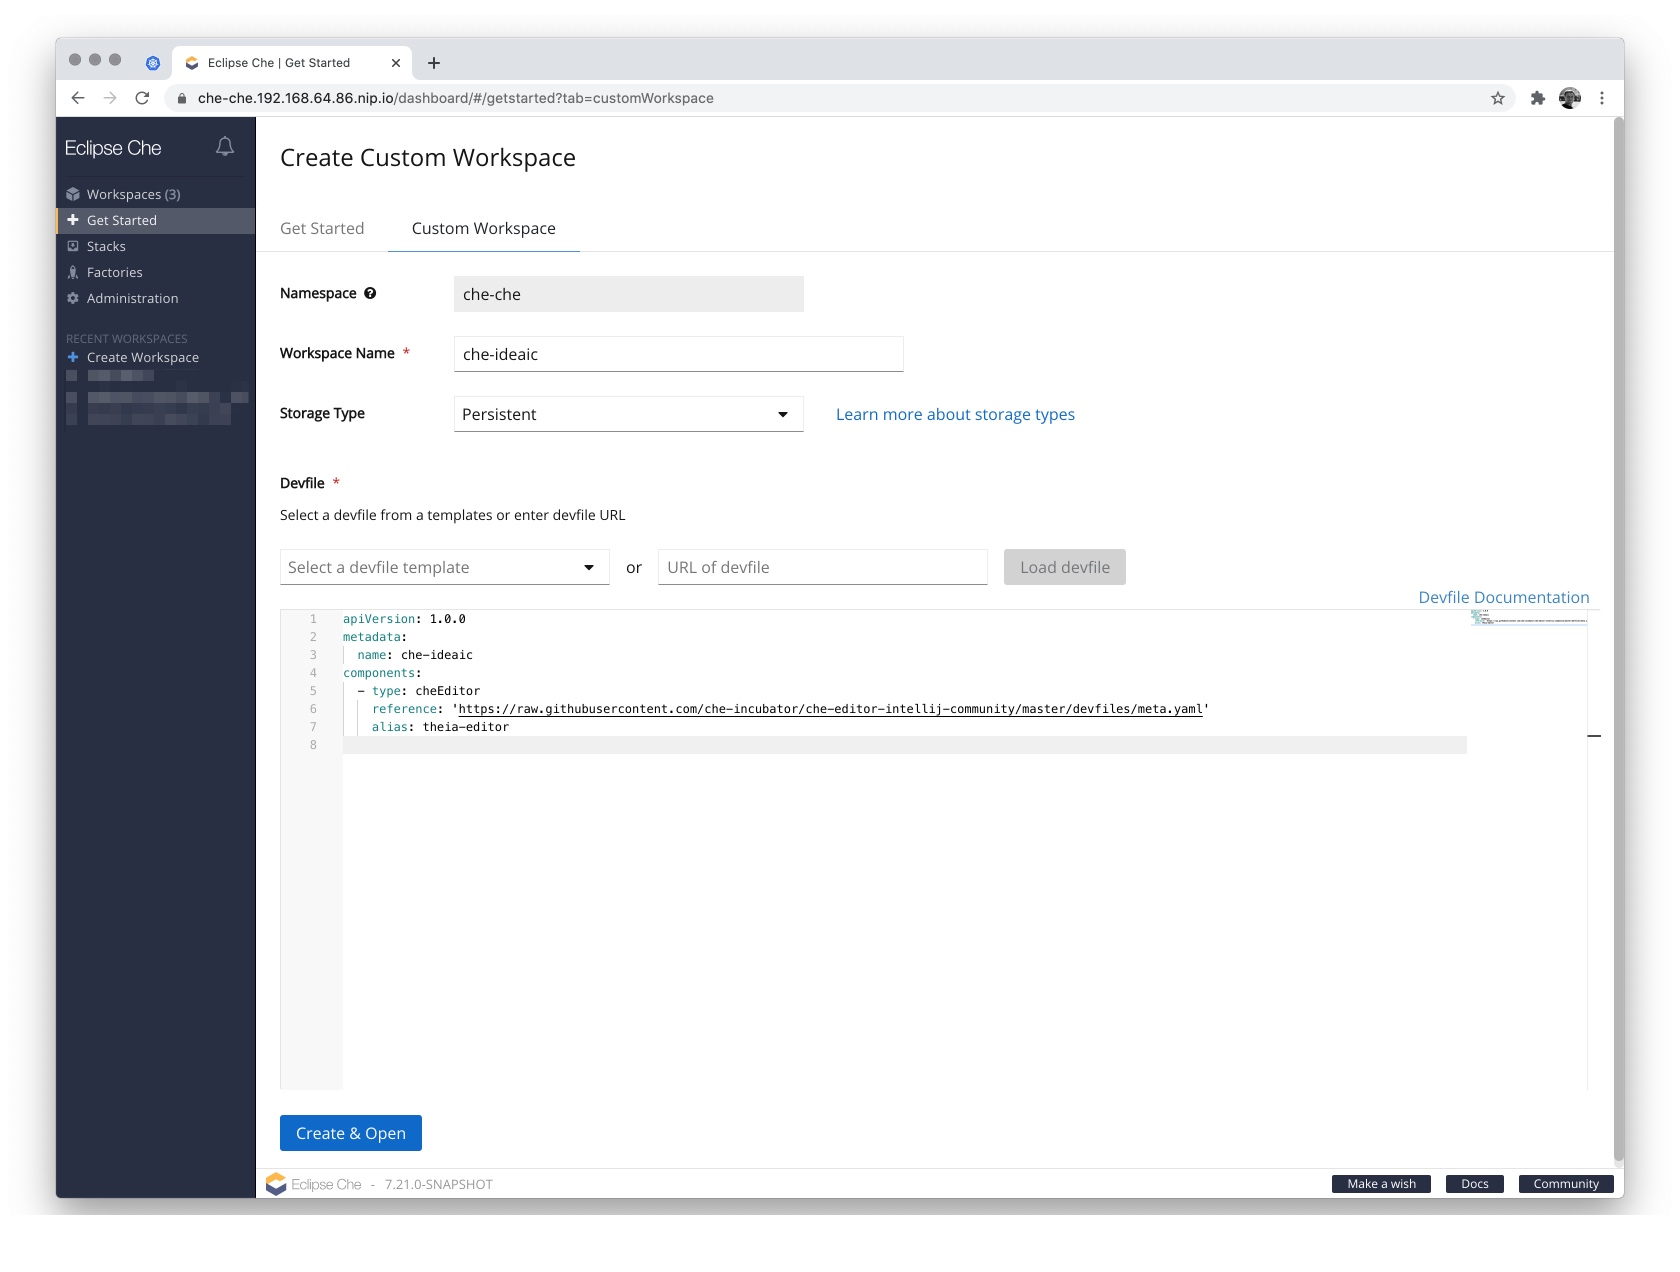 Eclipse Che | Get Started
che-che.192.168.64.86.nip.io/dashboard/#/getstarted?tab=customWorkspace
Eclipse Che
Workspaces (3)
Get Started
Stacks
Factories
Administration
RECENT WORKSPACES
Create Workspace
Create Custom Workspace
Get Started
Custom Workspace
Namespace
che-che
Workspace Name *
che-ideaic
Storage Type
Persistent
Learn more about storage types
Devfile *
Select a devfile from a templates or enter devfile URL
Select a devfile template
or
URL of devfile
Load devfile
Devfile Documentation
1 apiVersion: 1.0.0
2 metadata:
3 name: che-ideaic
4 components:
5 - type: cheEditor
6 reference: 'https://raw.githubusercontent.com/che-incubator/che-editor-intellij-community/master/devfiles/meta.yaml'
7 alias: theia-editor
8
Create & Open
Eclipse Che - 7.21.0-SNAPSHOT
Make a wish
Docs
Community